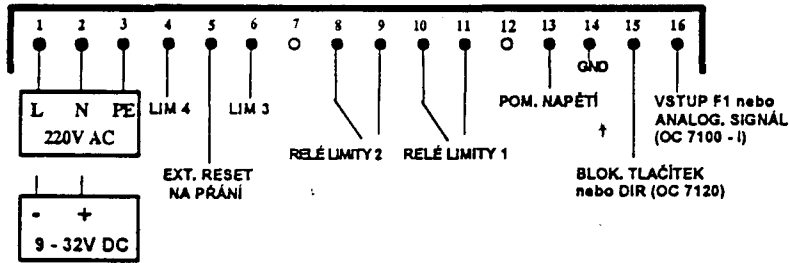 1 2 3 4 5 6 7 8 9 10 11 12 13 14 15 16
L N PE
220V AC
LIM 4
LIM 3
GND
POM. NAPĚTÍ
VSTUP F1 nebo
ANALOG. SIGNÁL
(OC 7100 - I)
RELÉ LIMITY 2
RELÉ LIMITY 1
EXT. RESET
NA PŘÁNÍ
BLOK. TLAČÍTEK
nebo DIR (OC 7120)
- +
9 - 32V DC